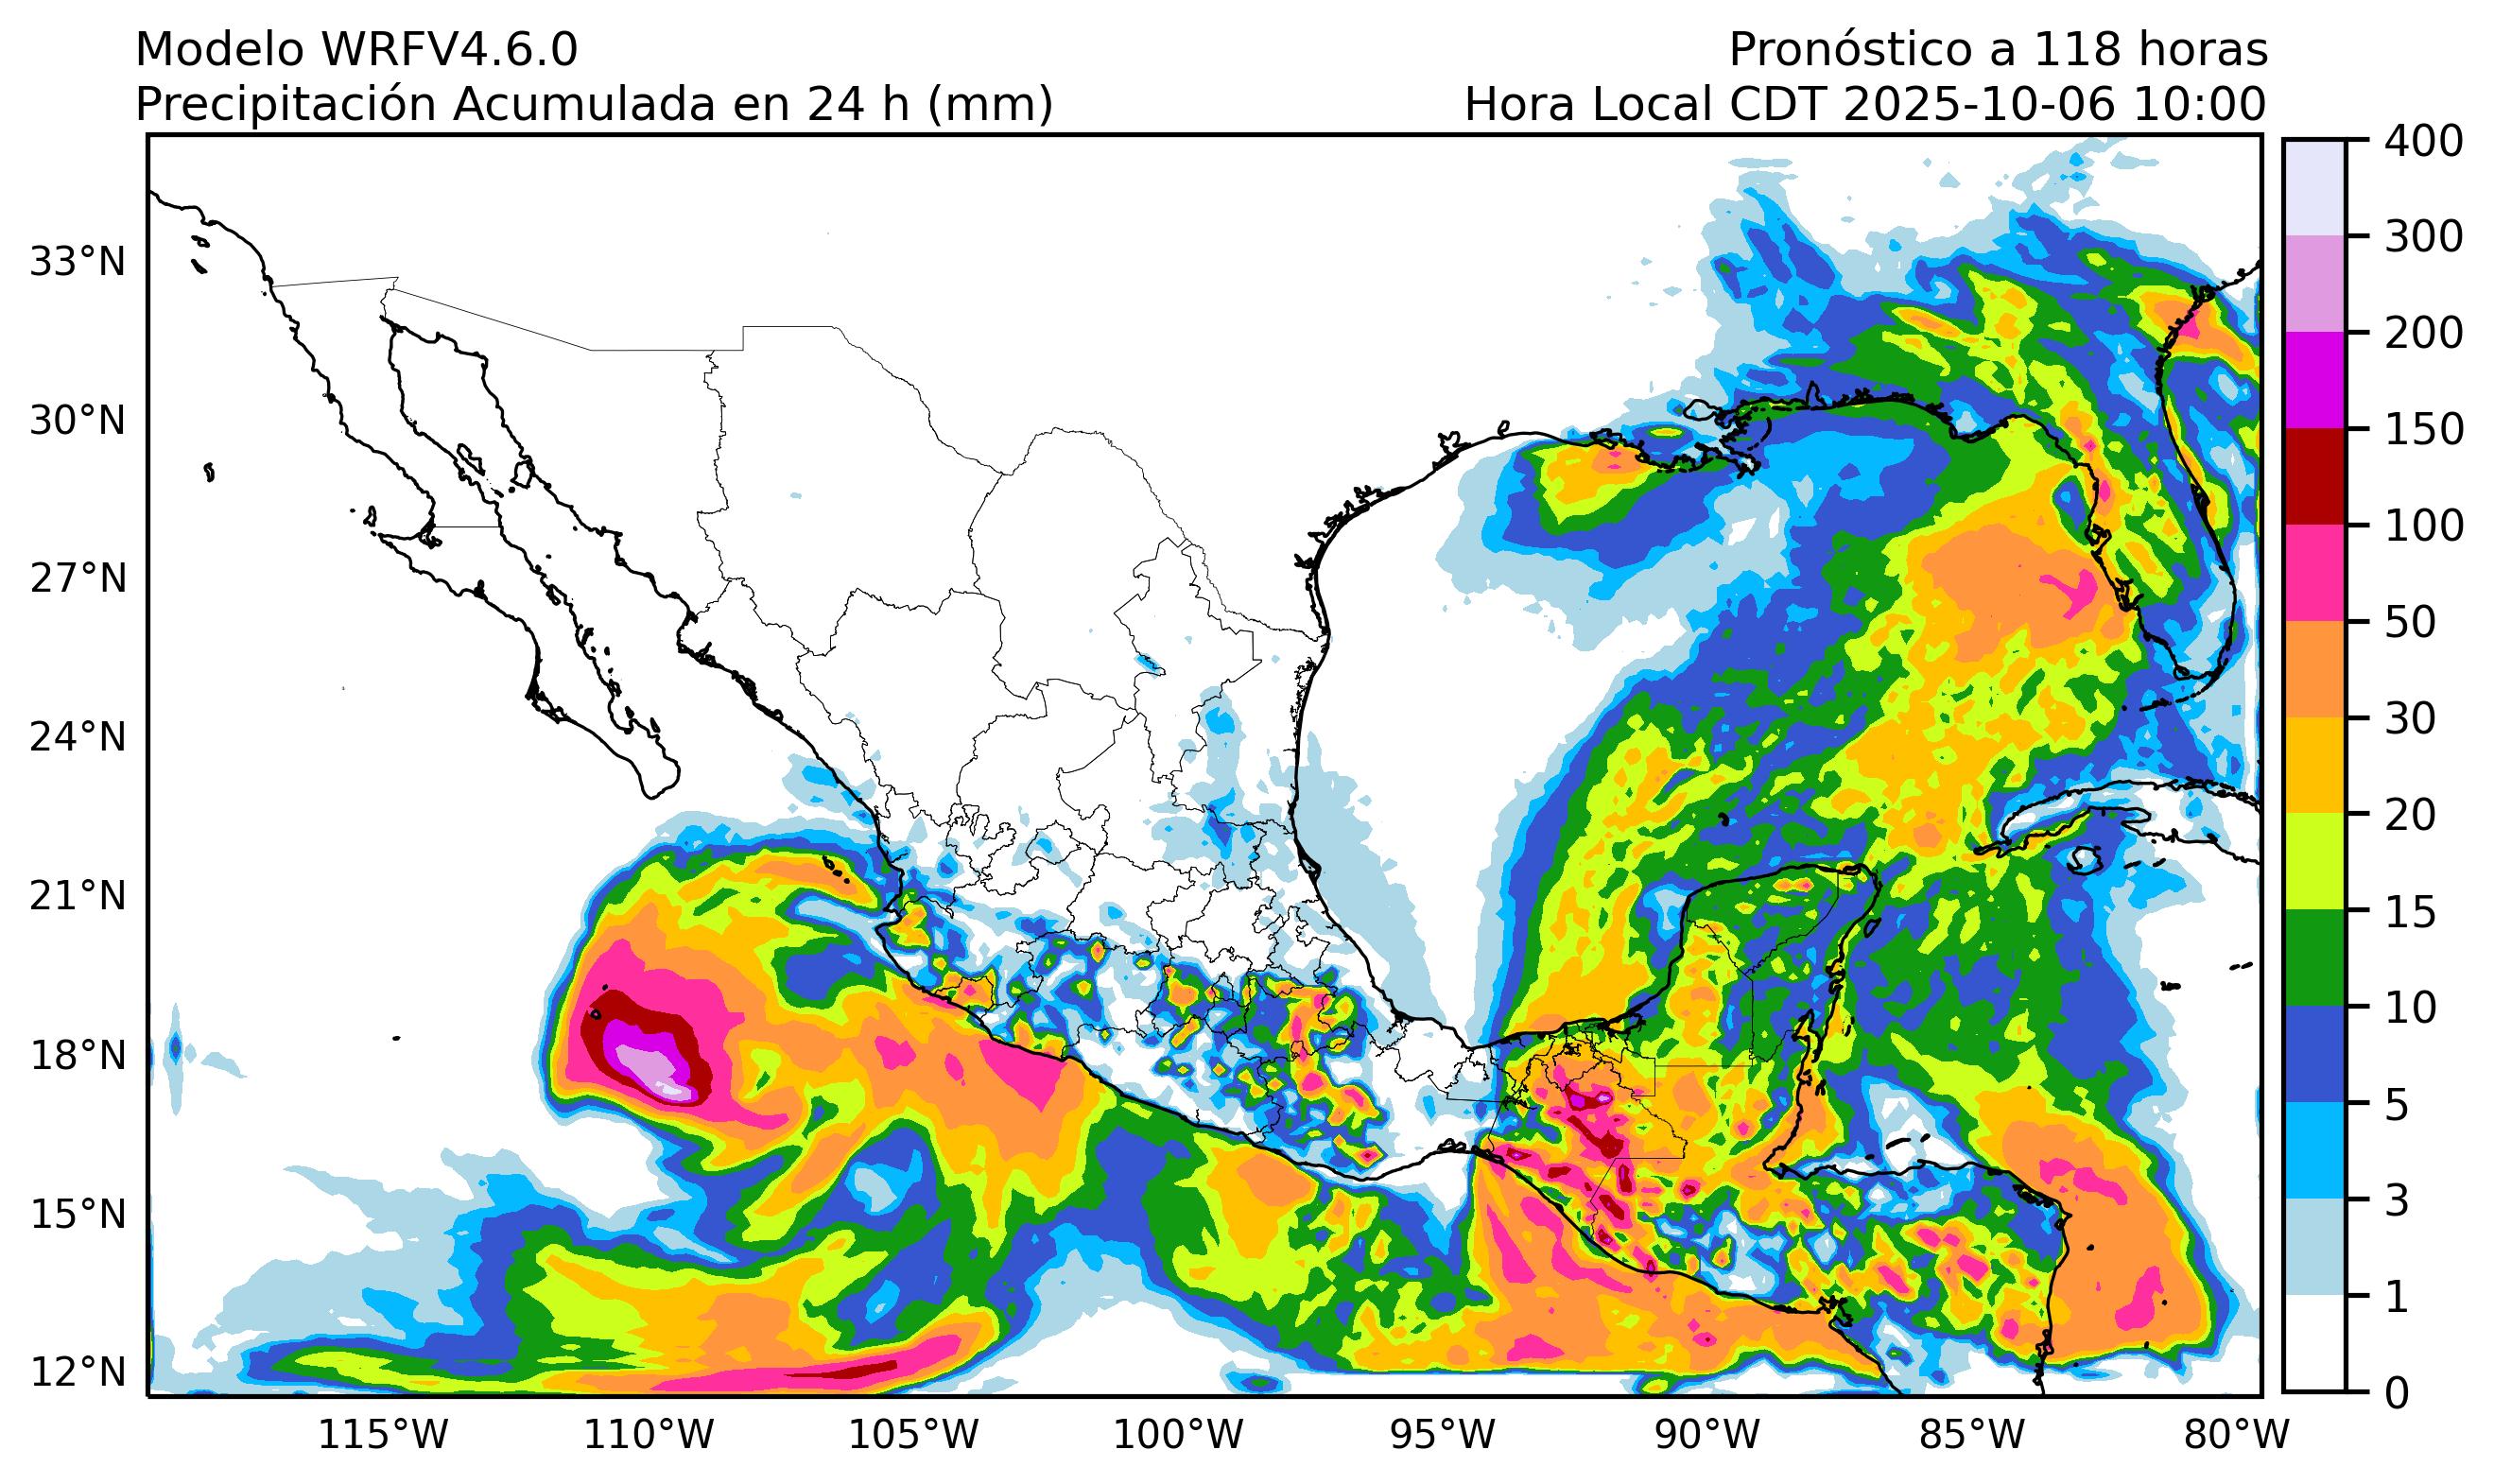 Modelo WRFV4.6.0
Pronóstico a 118 horas
Precipitación Acumulada en 24 h (mm)
Hora Local CDT 2025-10-06 10:00
33°N
30°N
27°N
24°N
21°N
18°N
15°N
12°N
115°W
110°W
105°W
100°W
95°W
90°W
85°W
80°W
400
300
200
150
100
50
30
20
15
10
5
3
1
0